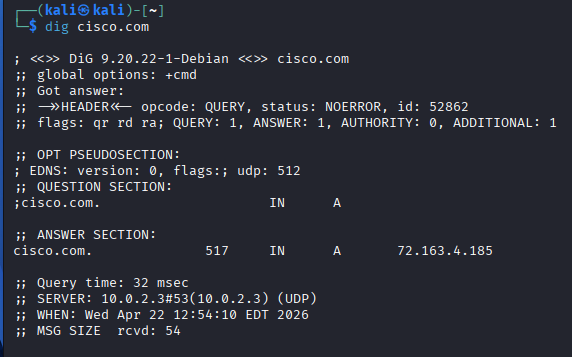 ┌──(kali㉿kali)-[~]
└─$ dig cisco.com

; <<>> DiG 9.20.22-1-Debian <<>> cisco.com
;; global options: +cmd
;; Got answer:
;; ->>HEADER<<- opcode: QUERY, status: NOERROR, id: 52862
;; flags: qr rd ra; QUERY: 1, ANSWER: 1, AUTHORITY: 0, ADDITIONAL: 1

;; OPT PSEUDOSECTION:
; EDNS: version: 0, flags:; udp: 512
;; QUESTION SECTION:
;cisco.com. IN A

;; ANSWER SECTION:
cisco.com. 517 IN A 72.163.4.185

;; Query time: 32 msec
;; SERVER: 10.0.2.3#53(10.0.2.3) (UDP)
;; WHEN: Wed Apr 22 12:54:10 EDT 2026
;; MSG SIZE rcvd: 54